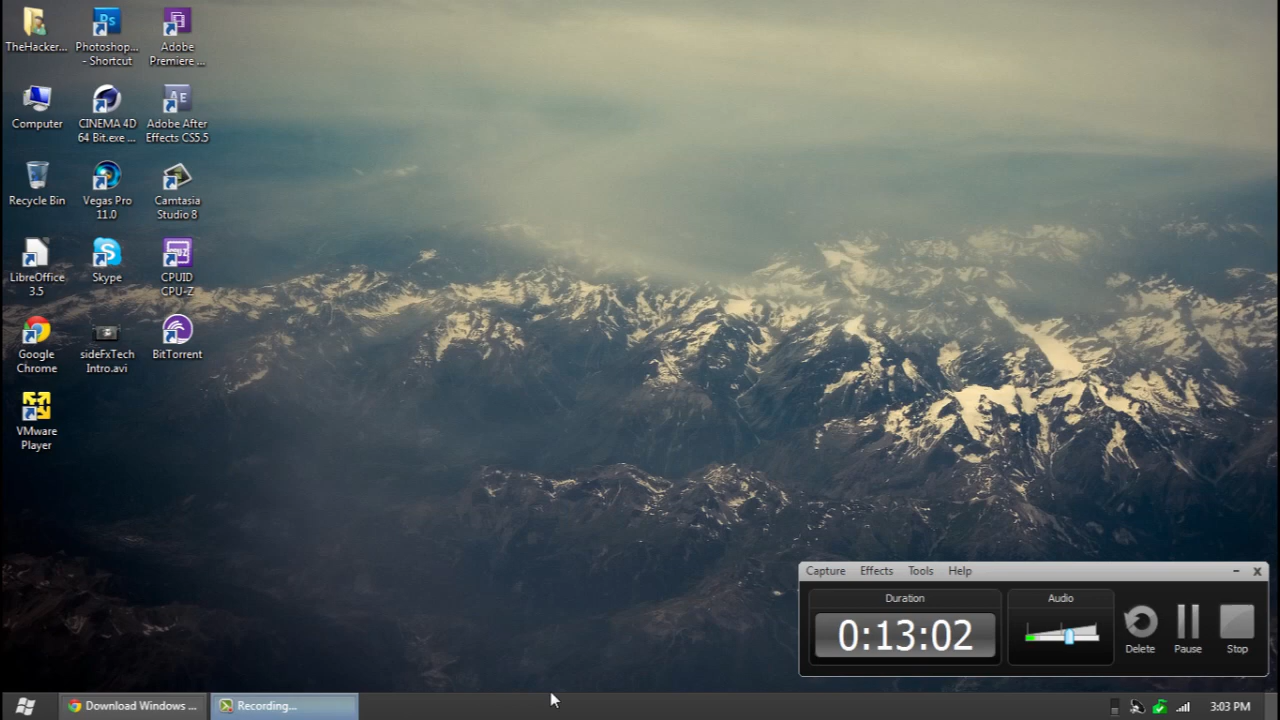 TheHacker...
Photoshop...
- Shortcut
Adobe
Premiere ...
Computer
CINEMA 4D
64 Bit.exe ...
Adobe After
Effects CS5.5
Recycle Bin
Vegas Pro
11.0
Camtasia
Studio 8
LibreOffice
3.5
Skype
CPUID
CPU-Z
Google
Chrome
sideFxTech
Intro.avi
BitTorrent
VMware
Player
Capture Effects Tools Help
Duration
Audio
0:13:02
Delete
Pause
Stop
Download Windows ...
Recording...
3:03 PM